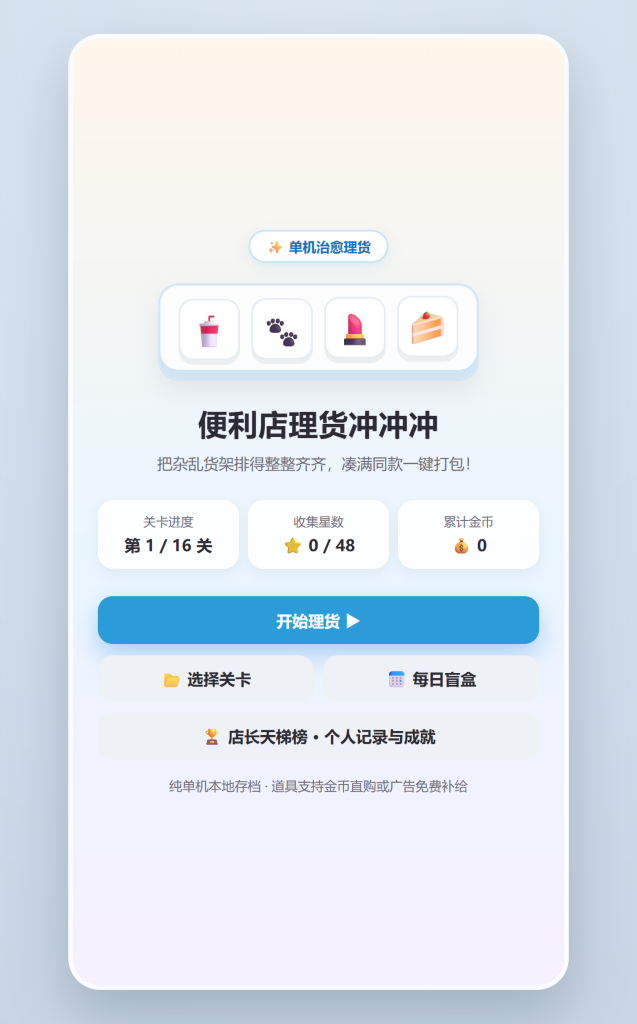 ✨ 单机治愈理货
便利店理货冲冲冲
把杂乱货架排得整整齐齐，凑满同款一键打包！
关卡进度
第 1 / 16 关
收集星数
⭐ 0 / 48
累计金币
💰 0
开始理货 ▶
📁 选择关卡
📅 每日盲盒
🏆 店长天梯榜 · 个人记录与成就
纯单机本地存档 · 道具支持金币直购或广告免费补给